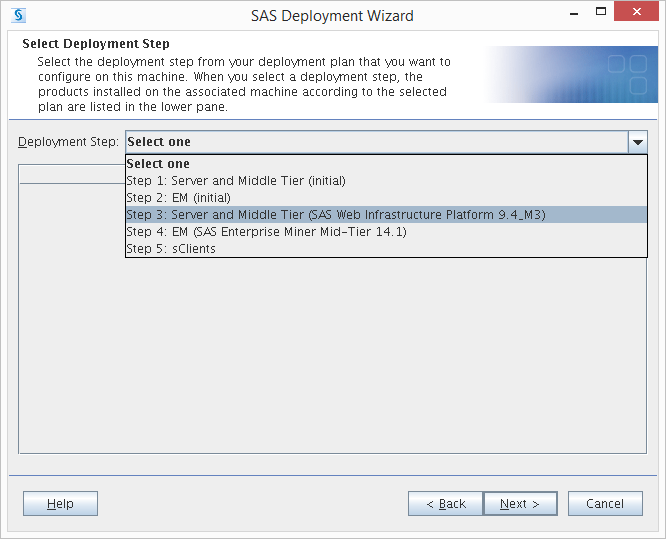 SAS Deployment Wizard
Select Deployment Step
Select the deployment step from your deployment plan that you want to
configure on this machine. When you select a deployment step, the
products installed on the associated machine according to the selected
plan are listed in the lower pane.
Deployment Step: Select one
Select one
Step 1: Server and Middle Tier (initial)
Step 2: EM (initial)
Step 3: Server and Middle Tier (SAS Web Infrastructure Platform 9.4_M3)
Step 4: EM (SAS Enterprise Miner Mid-Tier 14.1)
Step 5: sClients
Help < Back Next > Cancel